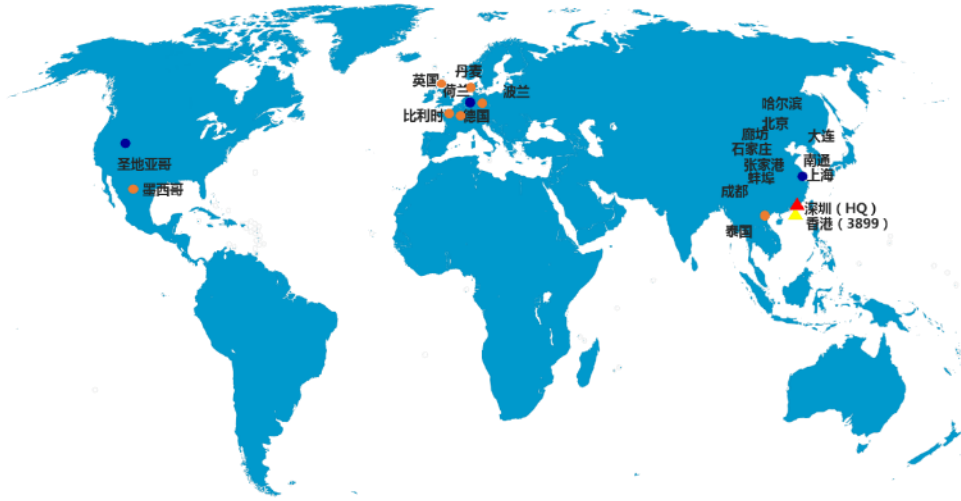 丹麦
英国
荷兰
波兰
比利时
德国
哈尔滨
北京
廊坊
大连
石家庄
张家港
南通
蚌埠
上海
成都
深圳（HQ）
香港（3899）
泰国
圣地亚哥
墨西哥